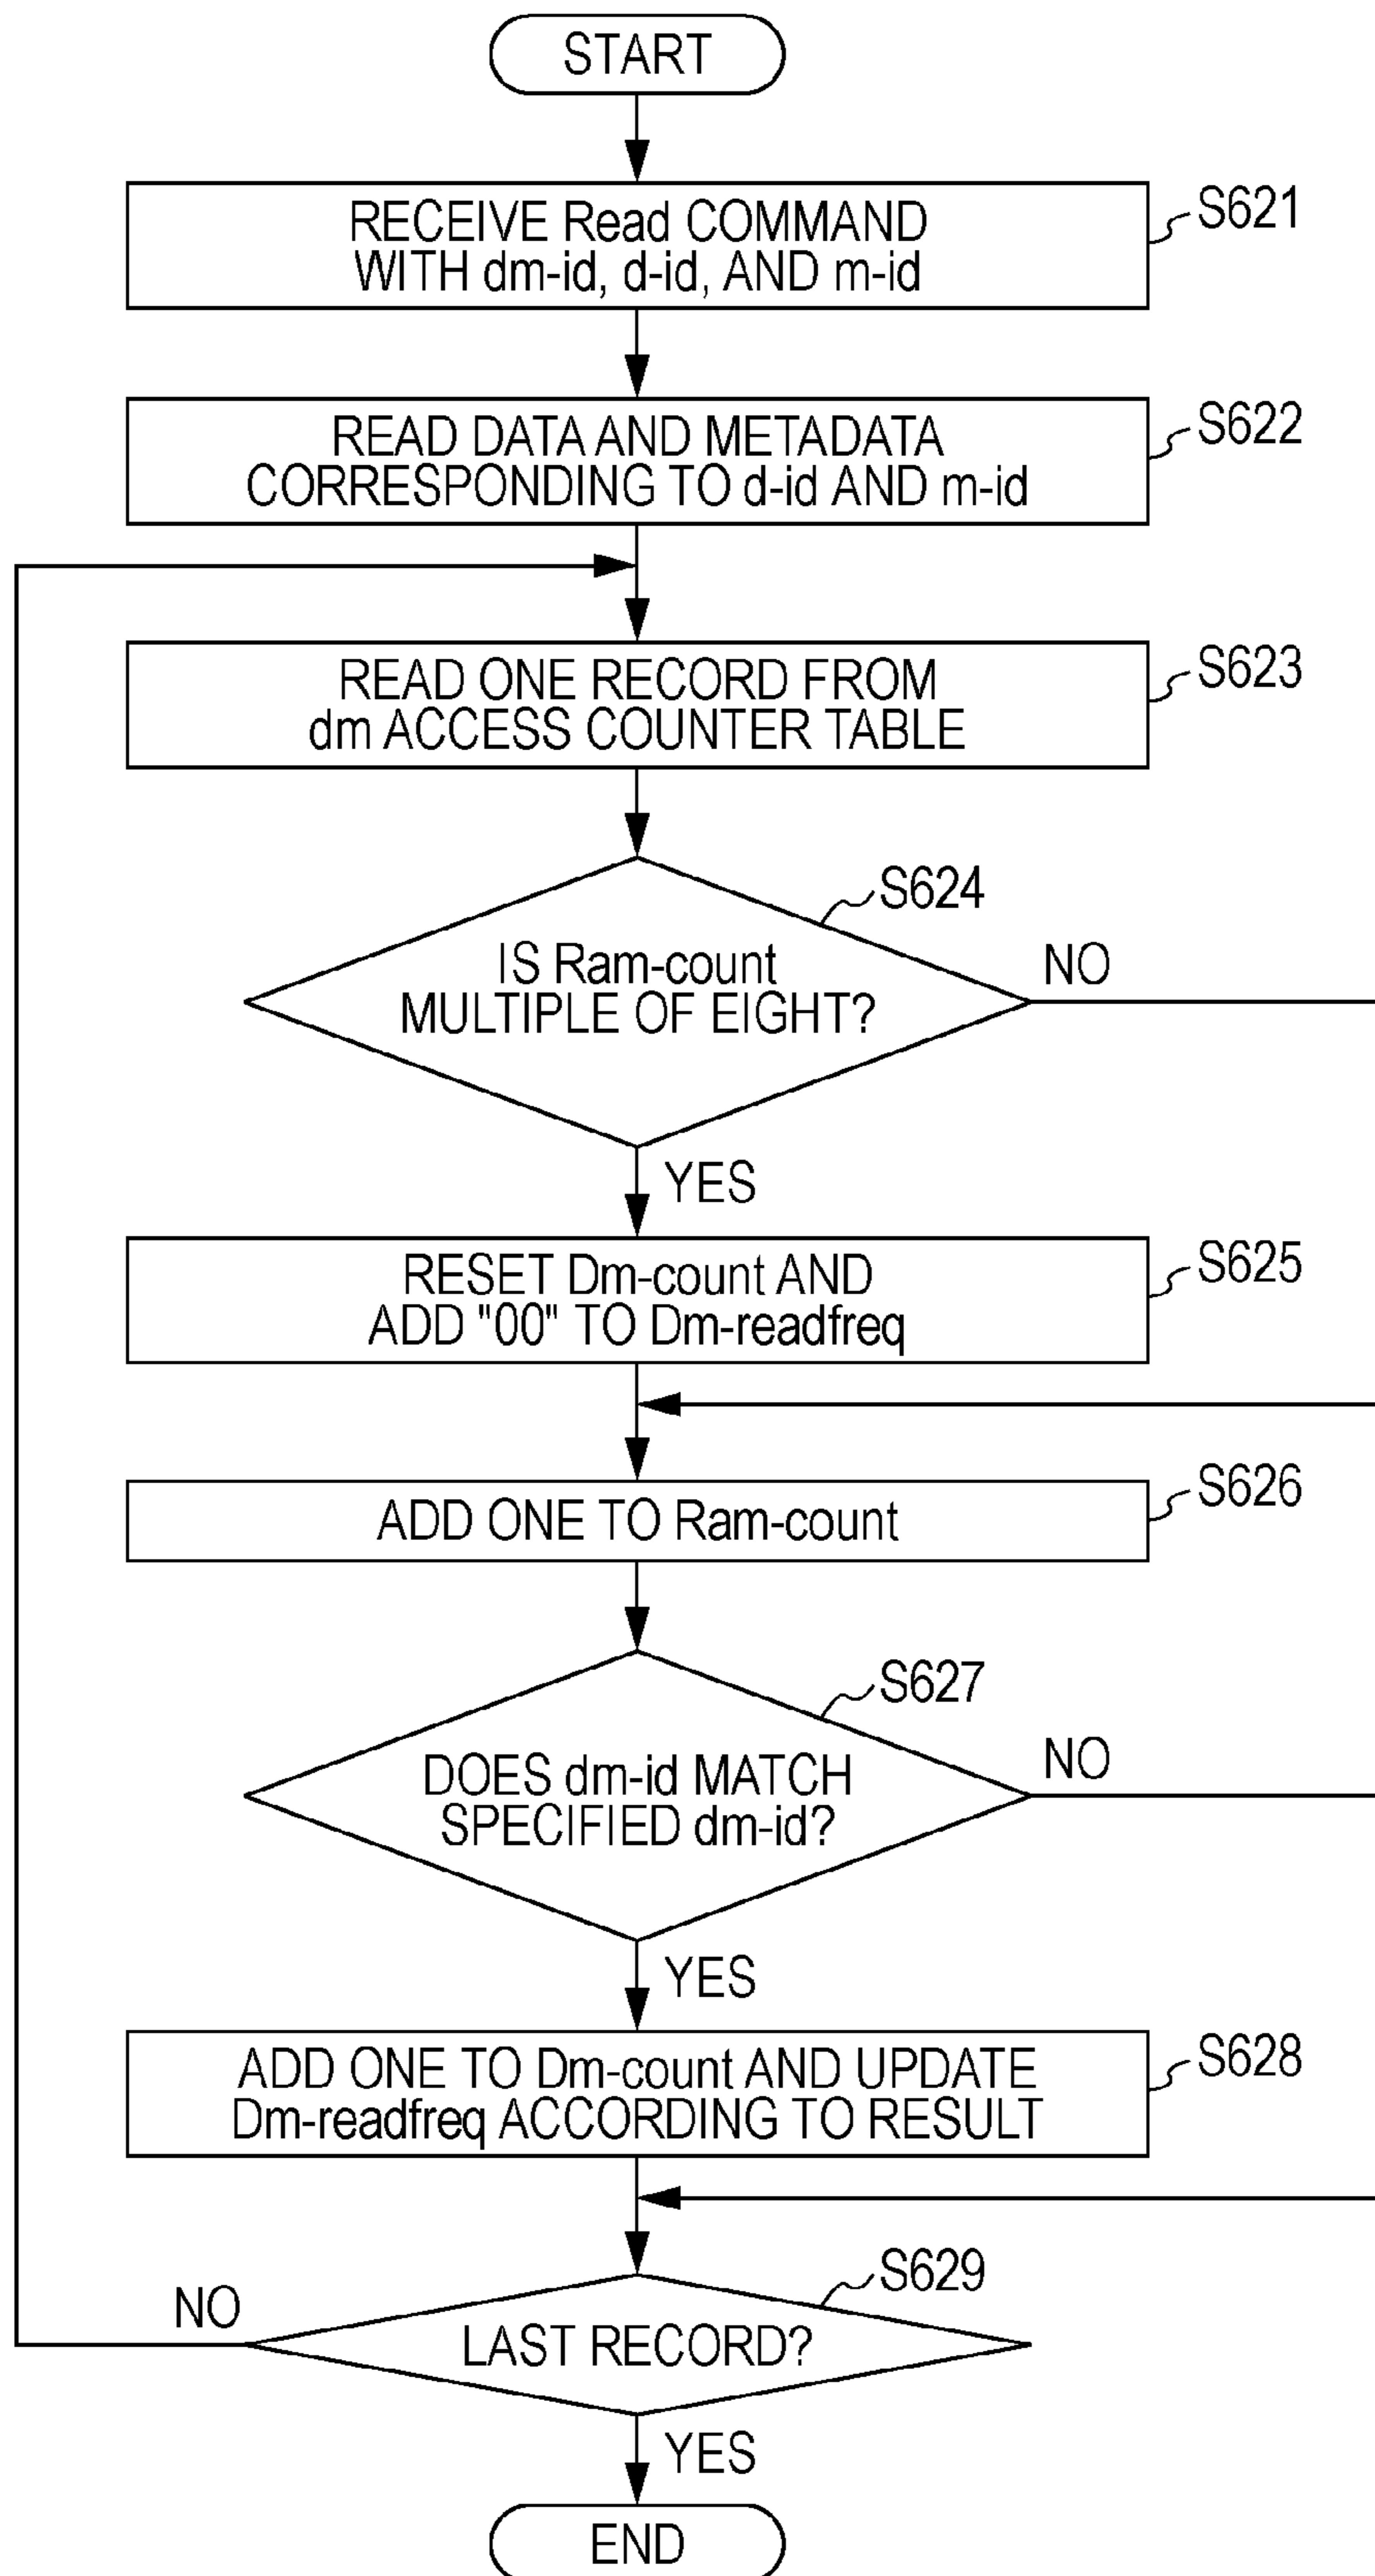 START
RECEIVE Read COMMAND
WITH dm-id, d-id, AND m-id
S621
READ DATA AND METADATA
CORRESPONDING TO d-id AND m-id
S622
READ ONE RECORD FROM
dm ACCESS COUNTER TABLE
S623
S624
IS Ram-count
MULTIPLE OF EIGHT?
NO
YES
RESET Dm-count AND
ADD "00" TO Dm-readfreq
S625
ADD ONE TO Ram-count
S626
S627
DOES dm-id MATCH
SPECIFIED dm-id?
NO
YES
ADD ONE TO Dm-count AND UPDATE
Dm-readfreq ACCORDING TO RESULT
S628
S629
NO
LAST RECORD?
YES
END